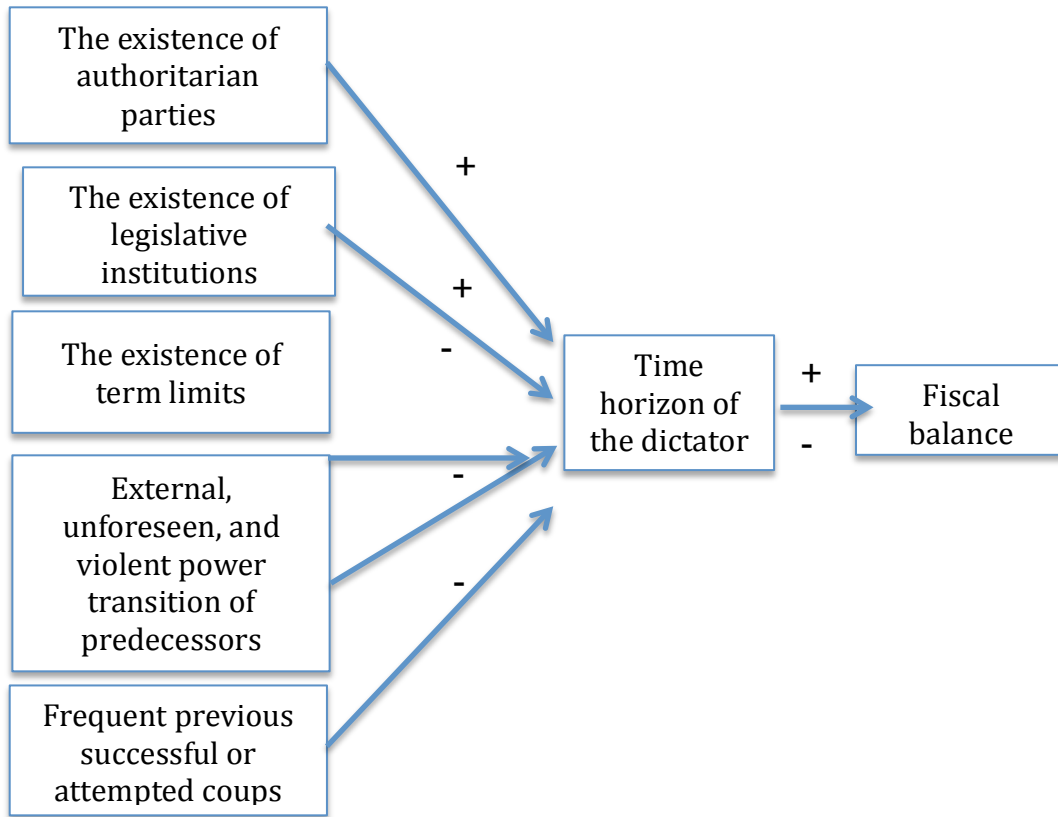 The existence of
authoritarian
parties
+
The existence of
legislative
institutions
+
-
The existence of
term limits
Time
horizon of
the dictator
+
-
Fiscal
balance
External,
unforeseen, and
violent power
transition of
predecessors
-
-
Frequent previous
successful or
attempted coups